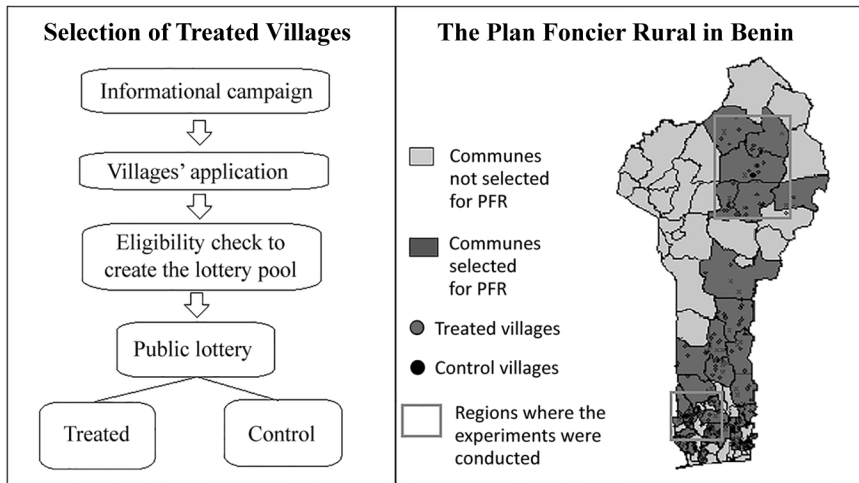 Selection of Treated Villages
Informational campaign
Villages' application
Eligibility check to
create the lottery pool
Public lottery
Treated
Control
The Plan Foncier Rural in Benin
Communes
not selected
for PFR
Communes
selected
for PFR
Treated villages
Control villages
Regions where the
experiments were
conducted